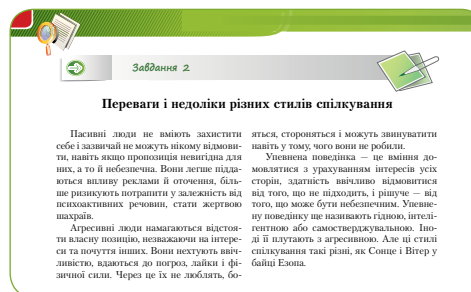 Завдання 2
Переваги і недоліки різних стилів спілкування
Пасивні люди не вміють захистити
себе і зазвичай не можуть нікому відмови-
ти, навіть якщо пропозиція невигідна для
них, а то й небезпечна. Вони легше підда-
ються впливу реклами й оточення, біль-
ше ризикують потрапити у залежність від
психоактивних речовин, стати жертвою
шахраїв.
Агресивні люди намагаються відстоя-
ти власну позицію, незважаючи на інтере-
си та почуття інших. Вони нехтують ввіч-
ливістю, вдаються до погроз, лайки і фі-
зичної сили. Через це їх не люблять, бо-
яться, стороняться і можуть звинуватити
навіть у тому, чого вони не робили.
Упевнена поведінка — це вміння до-
мовлятися з урахуванням інтересів усіх
сторін, здатність ввічливо відмовитися
від того, що не підходить, і рішуче — від
того, що може бути небезпечним. Упевне-
ну поведінку ще називають гідною, інтелі-
гентною або самостверджувальною. Іно-
ді її плутають з агресивною. Але ці стилі
спілкування такі різні, як Сонце і Вітер у
байці Езопа.